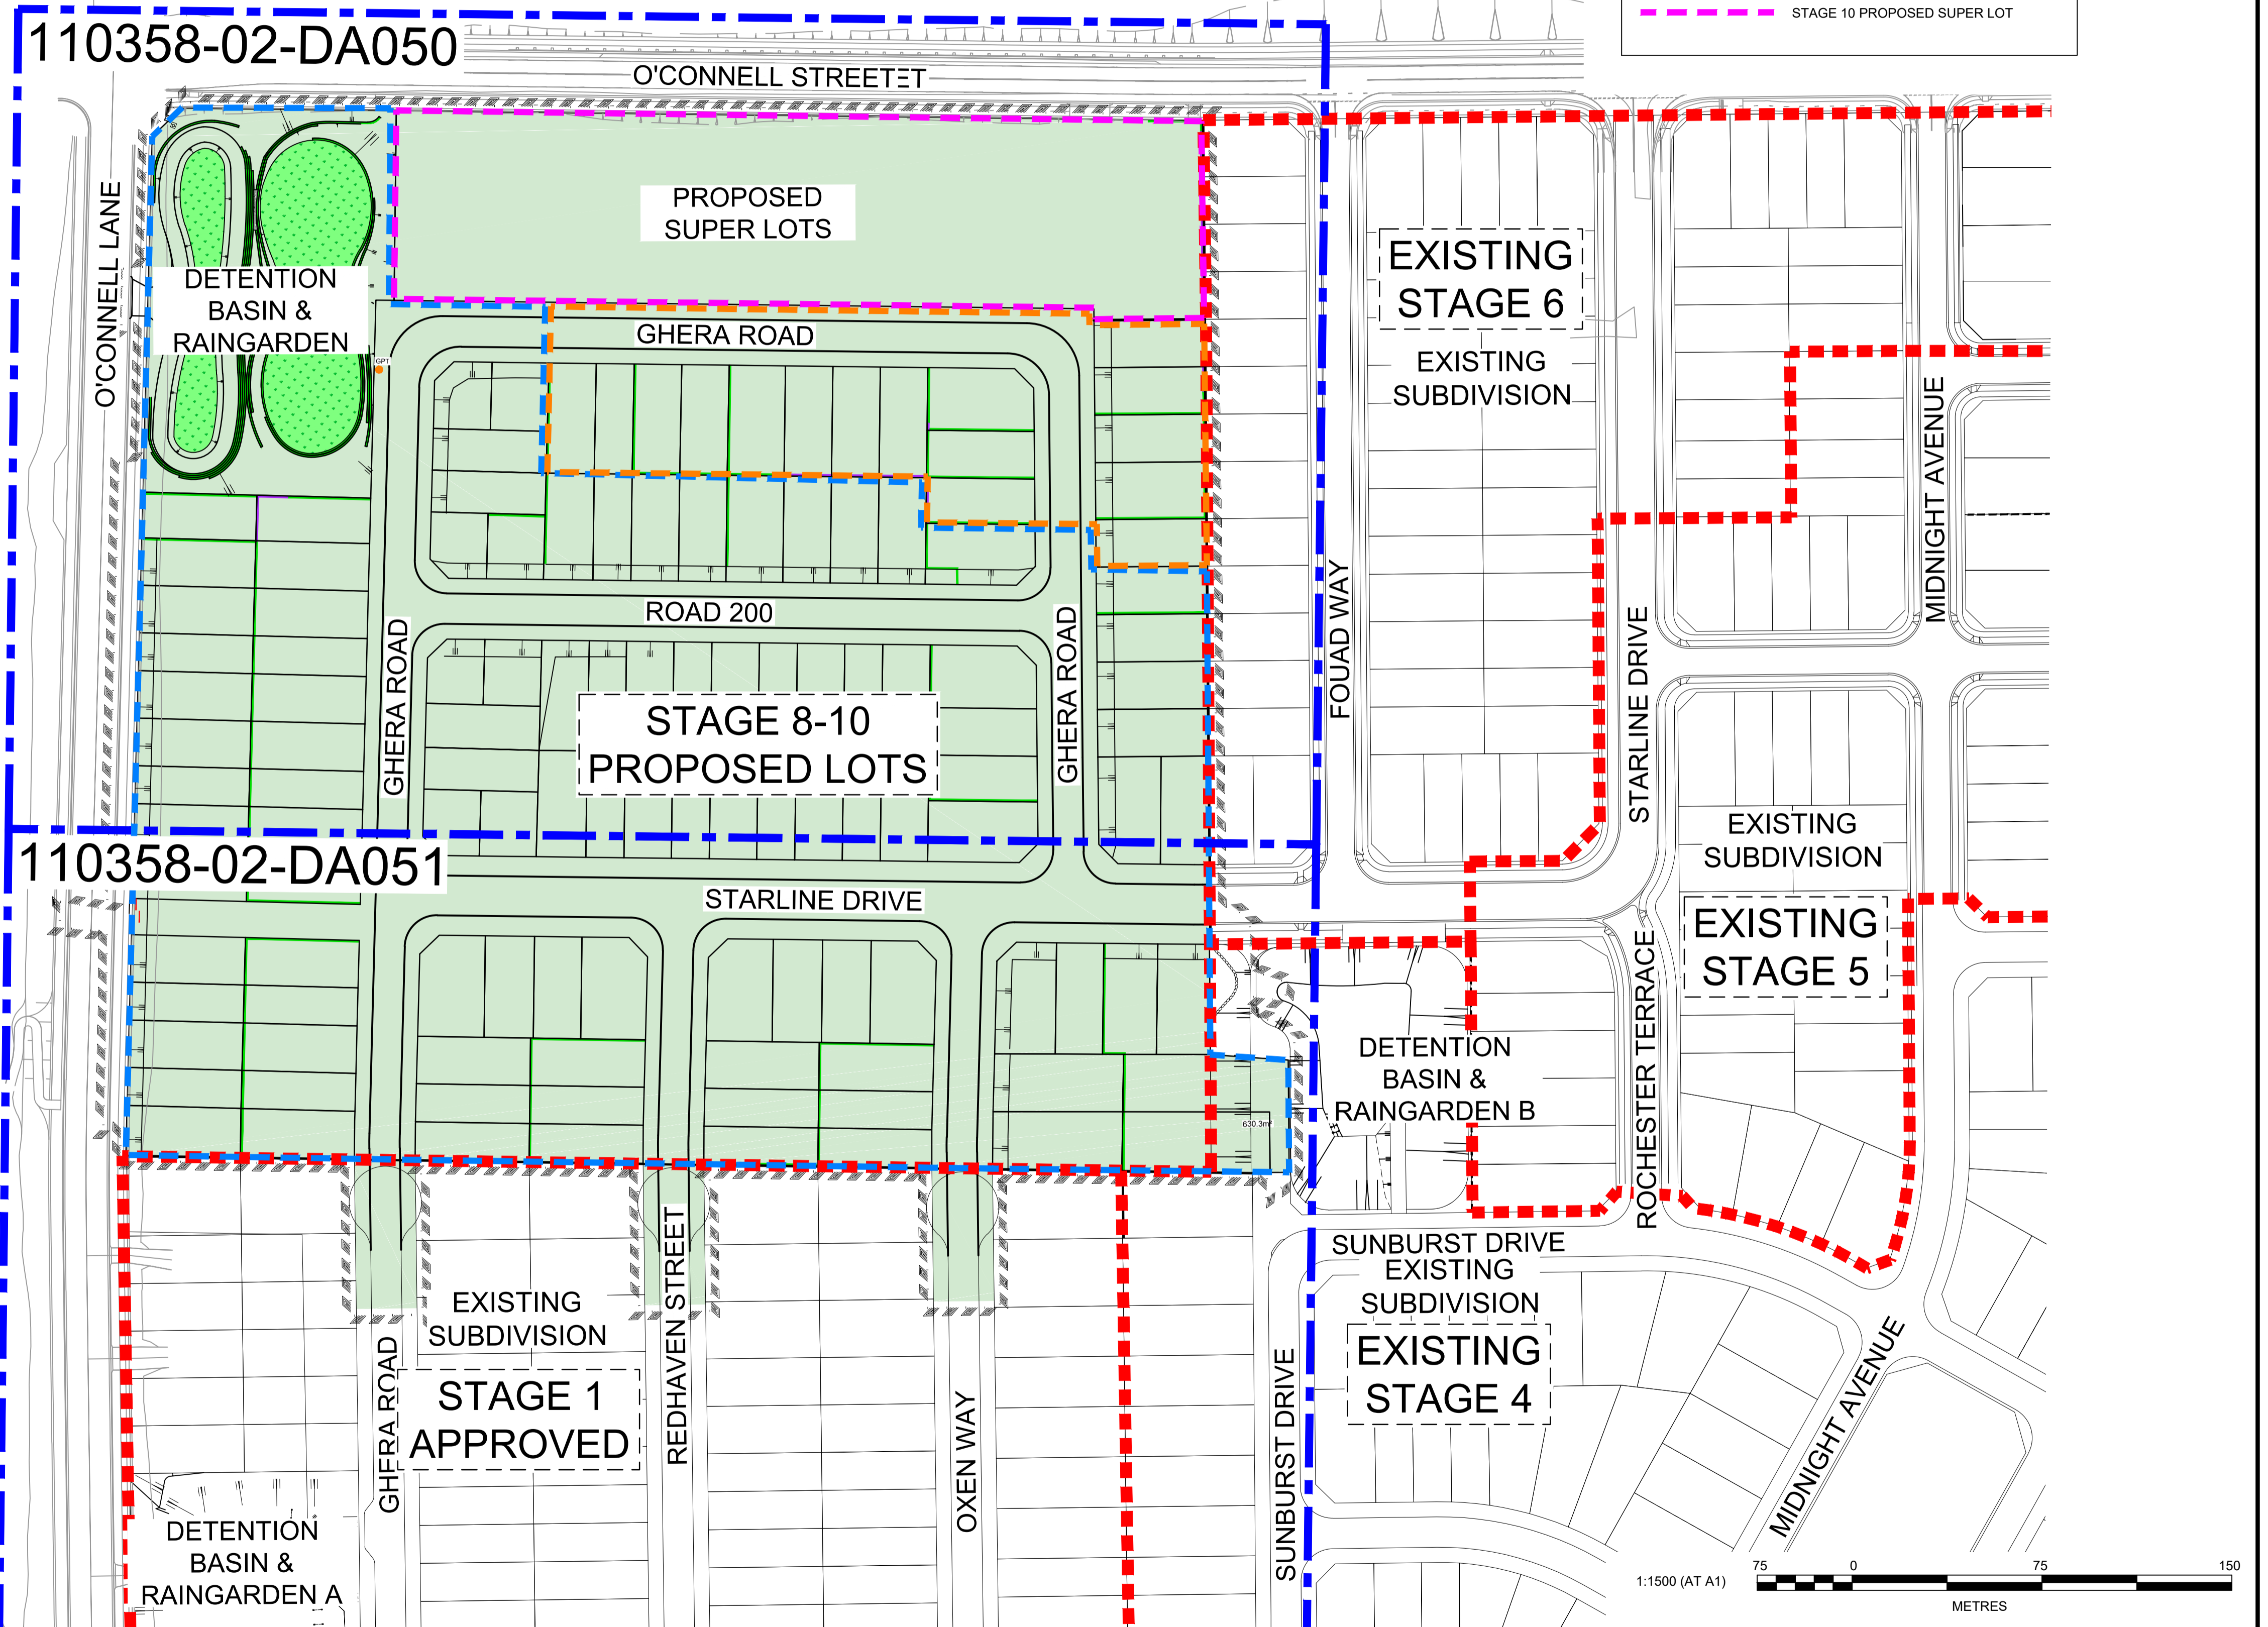 STAGE 10 PROPOSED SUPER LOT
110358-02-DA050
O'CONNELL STREET
O'CONNELL LANE
PROPOSED
SUPER LOTS
DETENTION
BASIN &
RAINGARDEN
GPT
GHERA ROAD
EXISTING
STAGE 6
EXISTING
SUBDIVISION
MIDNIGHT AVENUE
FOUAD WAY
STARLINE DRIVE
ROAD 200
GHERA ROAD
GHERA ROAD
STAGE 8-10
PROPOSED LOTS
110358-02-DA051
STARLINE DRIVE
EXISTING
SUBDIVISION
EXISTING
STAGE 5
ROCHESTER TERRACE
DETENTION
BASIN &
RAINGARDEN B
630.3m²
SUNBURST DRIVE
EXISTING
SUBDIVISION
EXISTING
STAGE 4
EXISTING
SUBDIVISION
STAGE 1
APPROVED
GHERA ROAD
REDHAVEN STREET
OXEN WAY
SUNBURST DRIVE
MIDNIGHT AVENUE
DETENTION
BASIN &
RAINGARDEN A
1:1500 (AT A1)
75 0 75 150
METRES